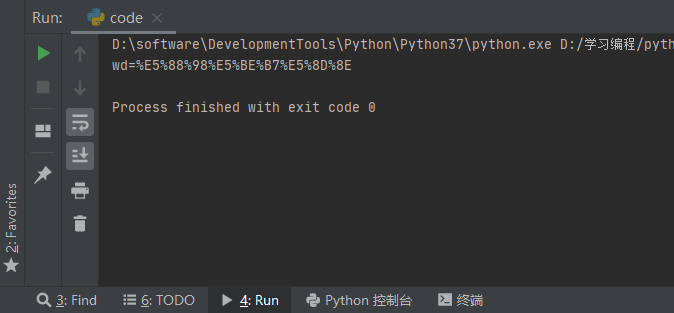 Run: code
D:\software\DevelopmentTools\Python\Python37\python.exe D:/学习编程/pyth
wd=%E5%88%98%E5%BE%B7%E5%8D%8E
Process finished with exit code 0
2: Favorites
3: Find 6: TODO 4: Run Python 控制台 终端